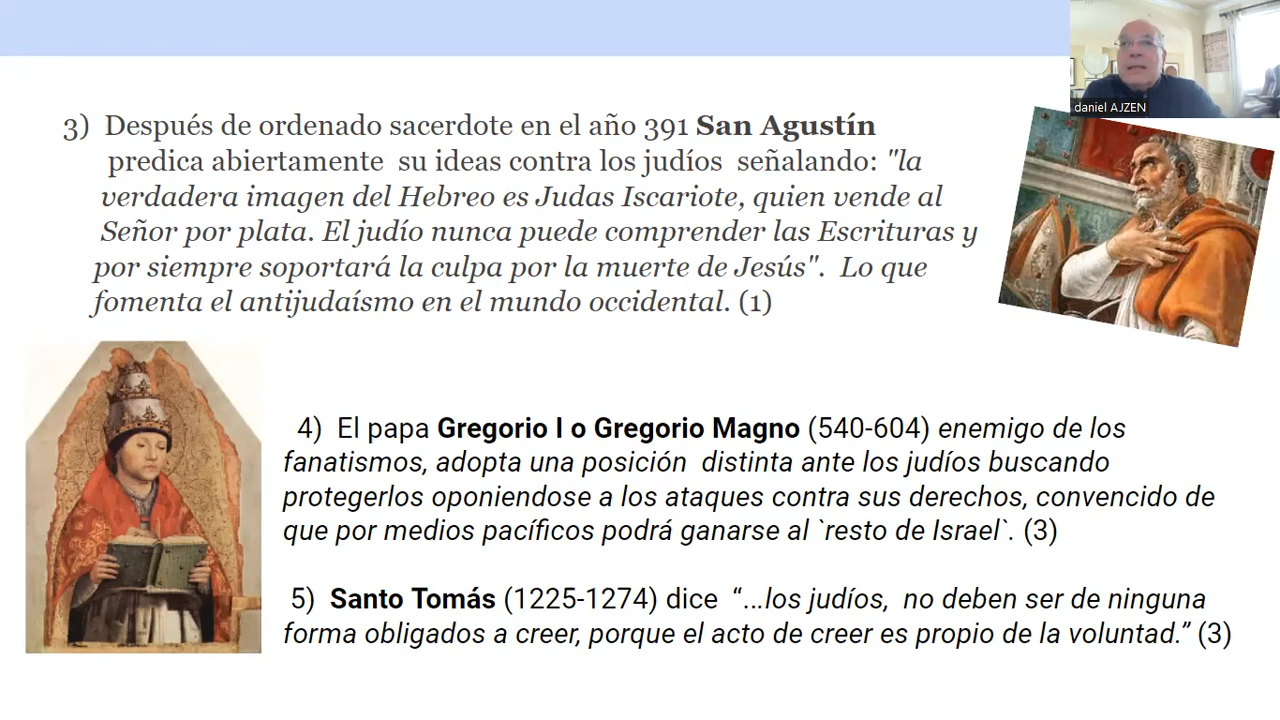 daniel AJZEN
3) Después de ordenado sacerdote en el año 391 San Agustín
predica abiertamente su ideas contra los judíos señalando: "la
verdadera imagen del Hebreo es Judas Iscariote, quien vende al
Señor por plata. El judío nunca puede comprender las Escrituras y
por siempre soportará la culpa por la muerte de Jesús". Lo que
fomenta el antijudaísmo en el mundo occidental. (1)
4) El papa Gregorio I o Gregorio Magno (540-604) enemigo de los
fanatismos, adopta una posición distinta ante los judíos buscando
protegerlos oponiendose a los ataques contra sus derechos, convencido de
que por medios pacíficos podrá ganarse al `resto de Israel`. (3)
5) Santo Tomás (1225-1274) dice “...los judíos, no deben ser de ninguna
forma obligados a creer, porque el acto de creer es propio de la voluntad.” (3)